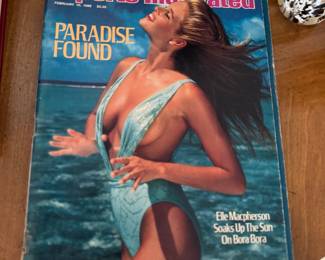 Sports Illustrated
PARADISE
FOUND
Elle Macpherson
Soaks Up The Sun
On Bora Bora